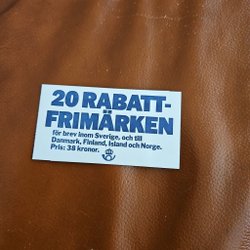 20 RABATT-
FRIMÄRKEN
för brev inom Sverige, och till
Danmark, Finland, Island och Norge.
Pris: 38 kronor.